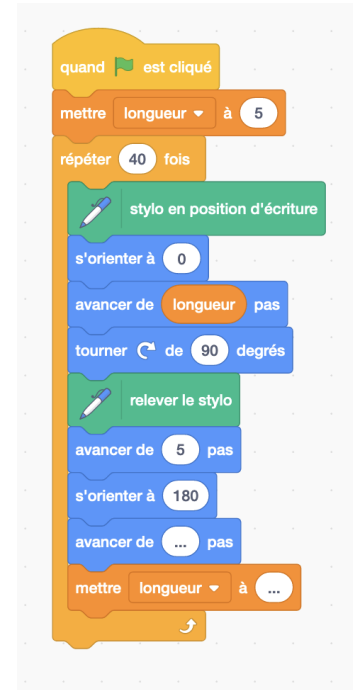 quand est cliqué
mettre longueur à 5
répéter 40 fois
stylo en position d'écriture
s'orienter à 0
avancer de longueur pas
tourner de 90 degrés
relever le stylo
avancer de 5 pas
s'orienter à 180
avancer de ... pas
mettre longueur à ...